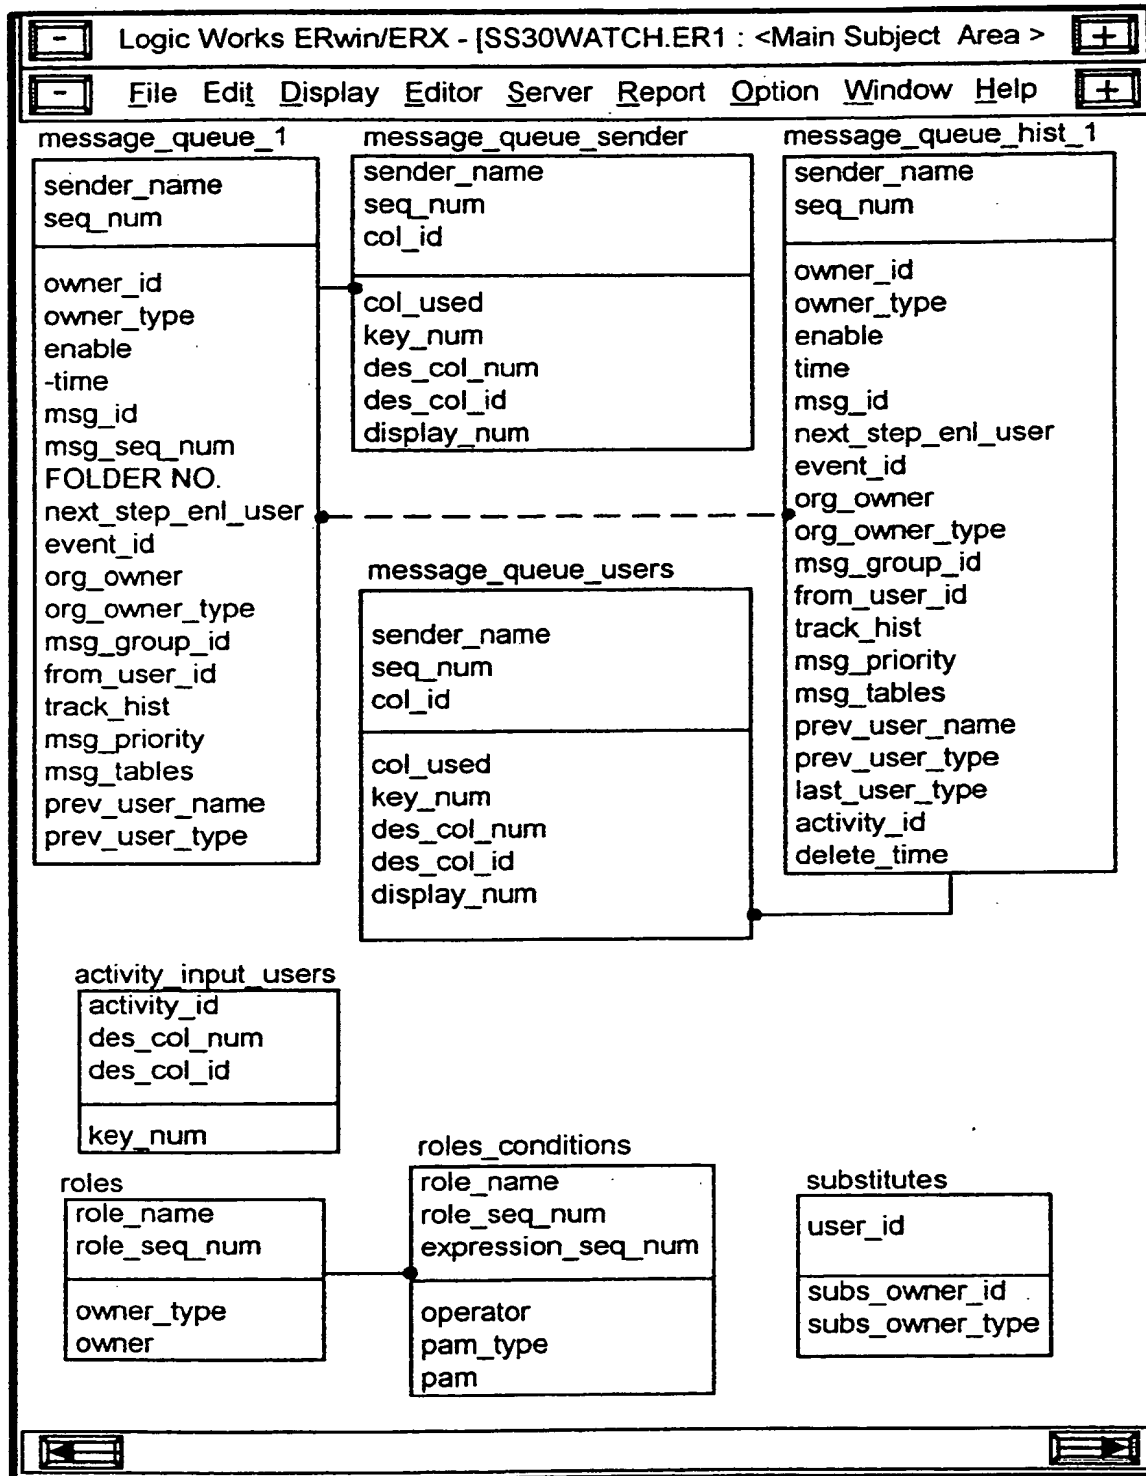 Logic Works ERwin/ERX - [SS30WATCH.ER1 : <Main Subject Area >
File Edit Display Editor Server Report Option Window Help
message_queue_1
sender_name
seq_num
owner_id
owner_type
enable
-time
msg_id
msg_seq_num
FOLDER NO.
next_step_enl_user
event_id
org_owner
org_owner_type
msg_group_id
from_user_id
track_hist
msg_priority
msg_tables
prev_user_name
prev_user_type
message_queue_sender
sender_name
seq_num
col_id
col_used
key_num
des_col_num
des_col_id
display_num
message_queue_hist_1
sender_name
seq_num
owner_id
owner_type
enable
time
msg_id
next_step_enl_user
event_id
org_owner
org_owner_type
msg_group_id
from_user_id
track_hist
msg_priority
msg_tables
prev_user_name
prev_user_type
last_user_type
activity_id
delete_time
message_queue_users
sender_name
seq_num
col_id
col_used
key_num
des_col_num
des_col_id
display_num
activity_input_users
activity_id
des_col_num
des_col_id
key_num
roles
role_name
role_seq_num
owner_type
owner
roles_conditions
role_name
role_seq_num
expression_seq_num
operator
pam_type
pam
substitutes
user_id
subs_owner_id
subs_owner_type